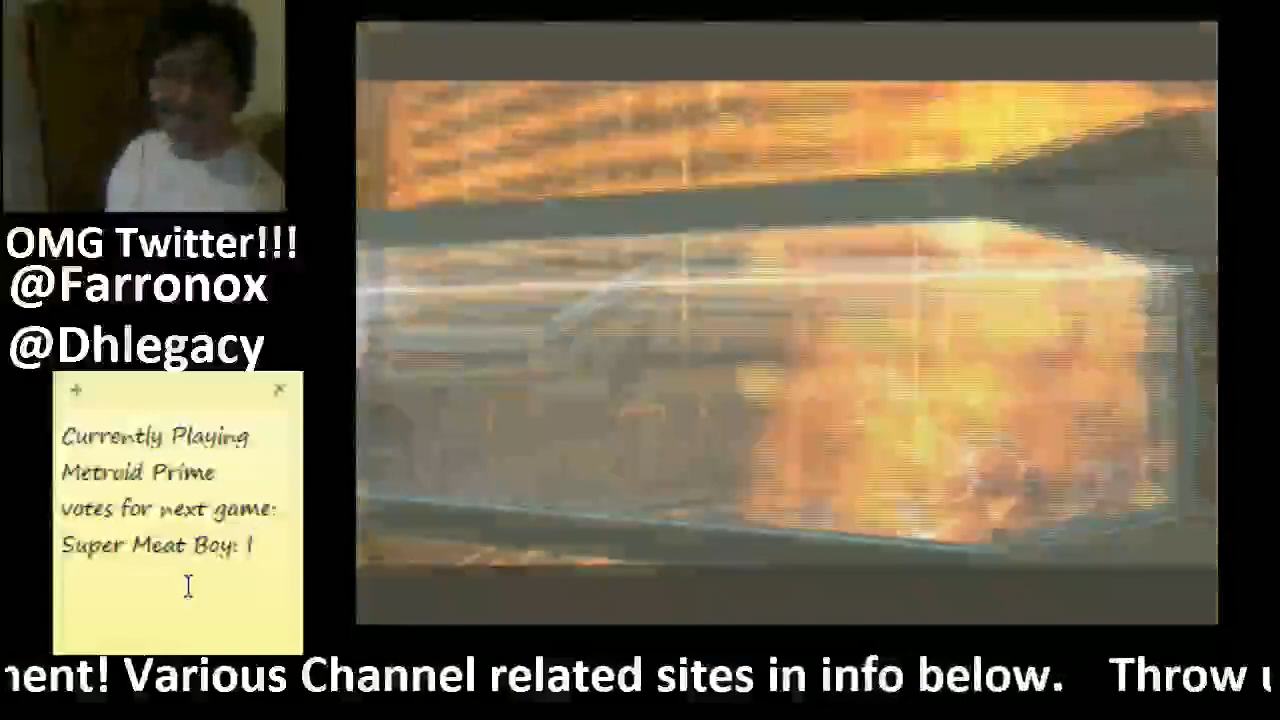 OMG Twitter!!!
@Farronox
@Dhlegacy
Currently Playing
Metroid Prime
votes for next game:
Super Meat Boy: 1
nent! Various Channel related sites in info below. Throw u